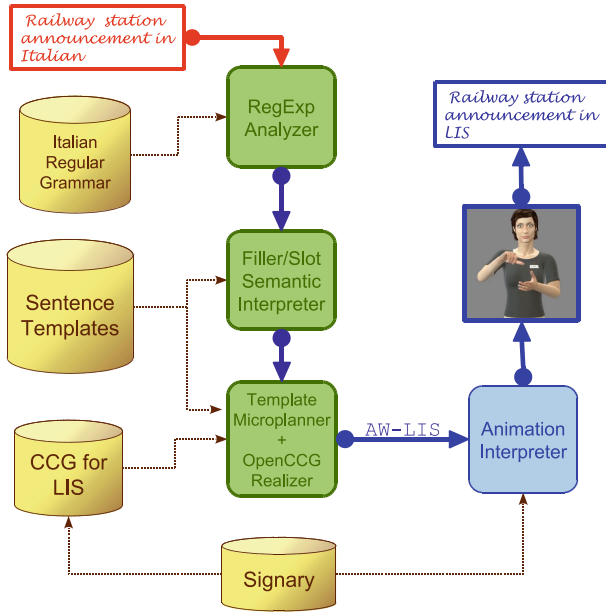 Railway station
announcement in
Italian
RegExp
Analyzer
Italian
Regular
Grammar
Railway station
announcement in
LIS
Filler/Slot
Semantic
Interpreter
Sentence
Templates
Template
Microplanner
+
OpenCCG
Realizer
AW-LIS
Animation
Interpreter
CCG for
LIS
Signary